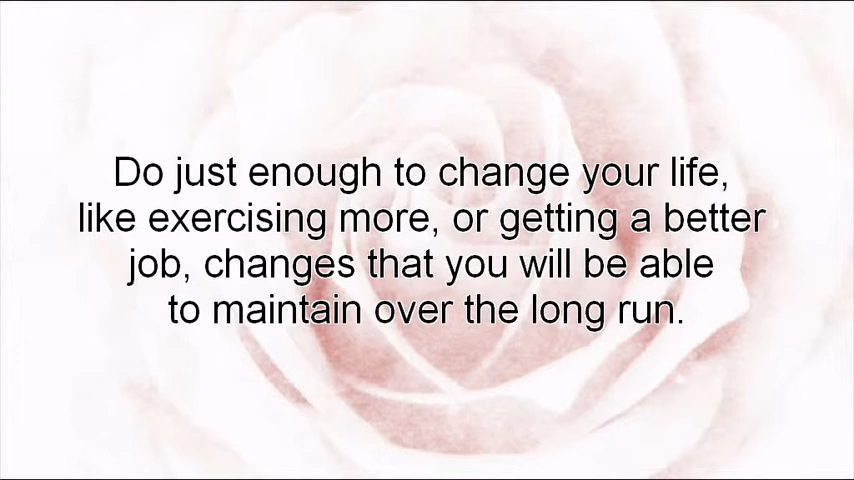 Do just enough to change your life,
like exercising more, or getting a better
job, changes that you will be able
to maintain over the long run.